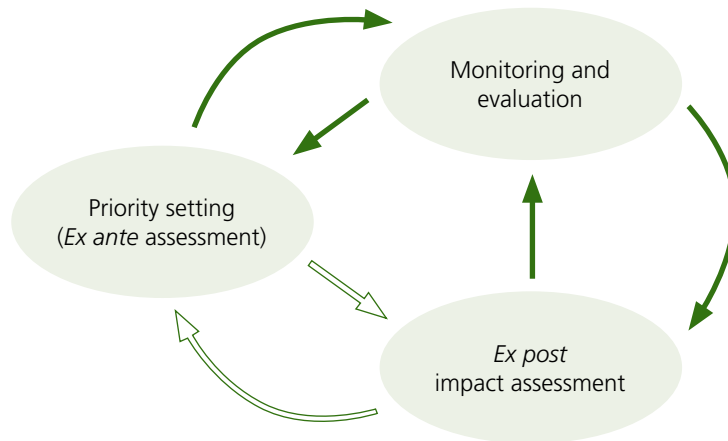 Monitoring and
evaluation
Priority setting
(Ex ante assessment)
Ex post
impact assessment